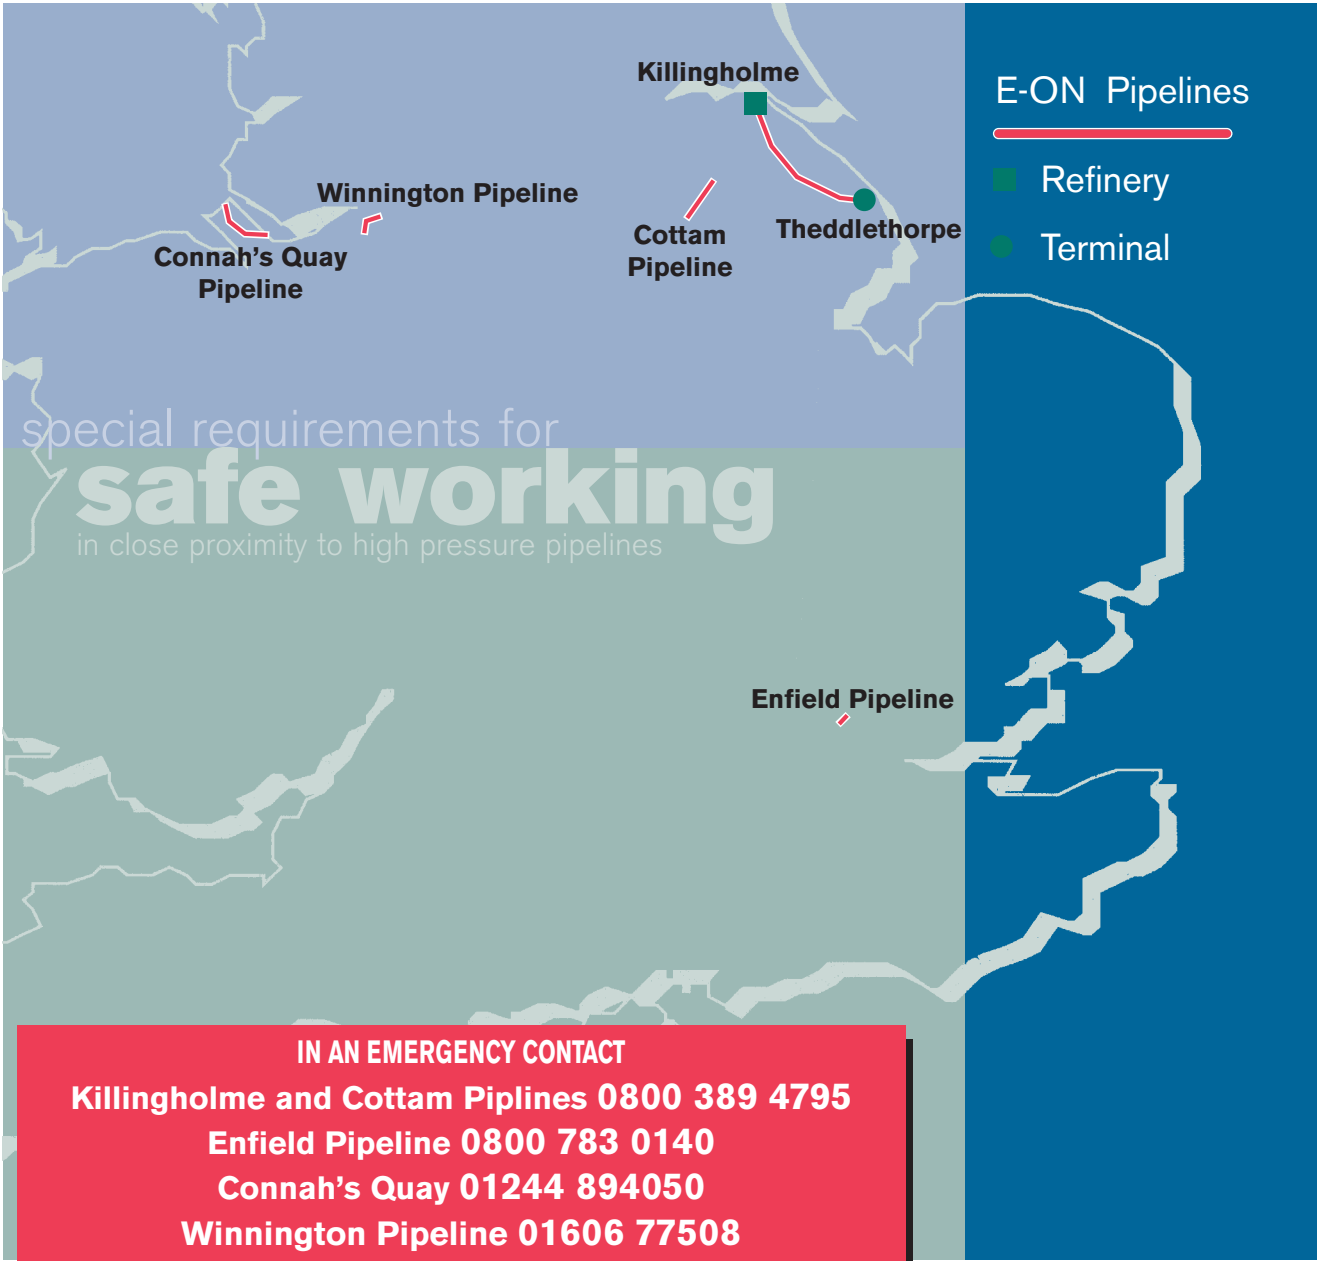 Killingholme
E-ON Pipelines
Refinery
Winnington Pipeline
Cottam
Pipeline
Theddlethorpe
Terminal
Connah's Quay
Pipeline
special requirements for
safe working
in close proximity to high pressure pipelines
Enfield Pipeline
IN AN EMERGENCY CONTACT
Killingholme and Cottam Piplines 0800 389 4795
Enfield Pipeline 0800 783 0140
Connah's Quay 01244 894050
Winnington Pipeline 01606 77508